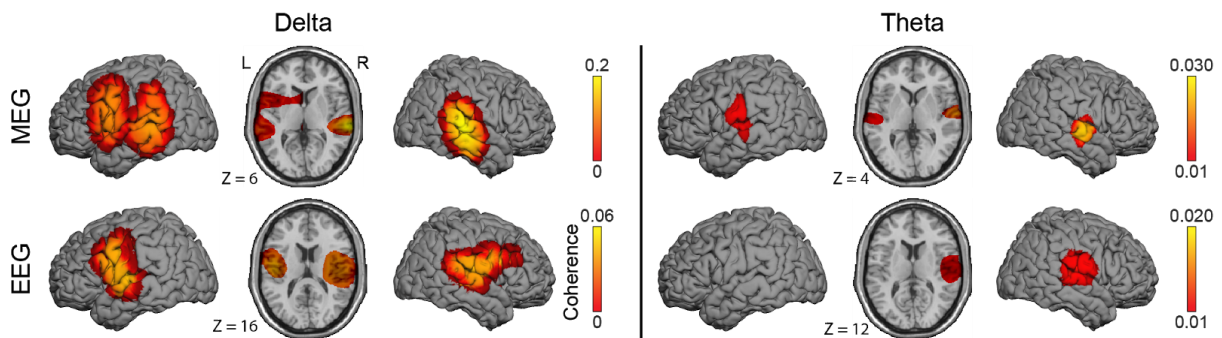 Delta
Theta
MEG
L
R
Z = 6
0.2
0
Z = 4
0.030
0.01
EEG
Z = 16
0.06
0
Coherence
Z = 12
0.020
0.01